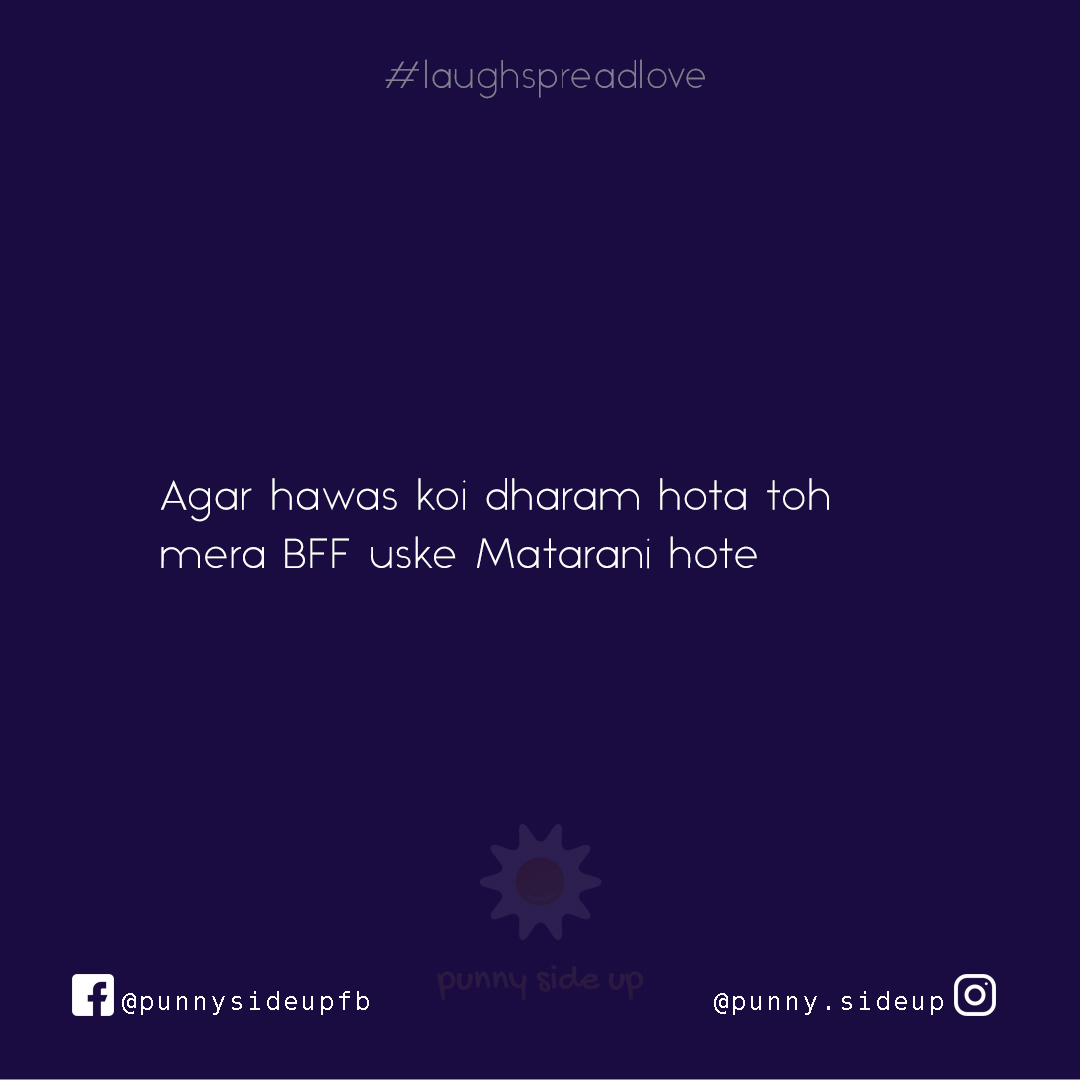 #laughspreadlove
Agar hawas koi dharam hota toh
mera BFF uske Matarani hote
punny side up
@punnysideupfb
@punny.sideup